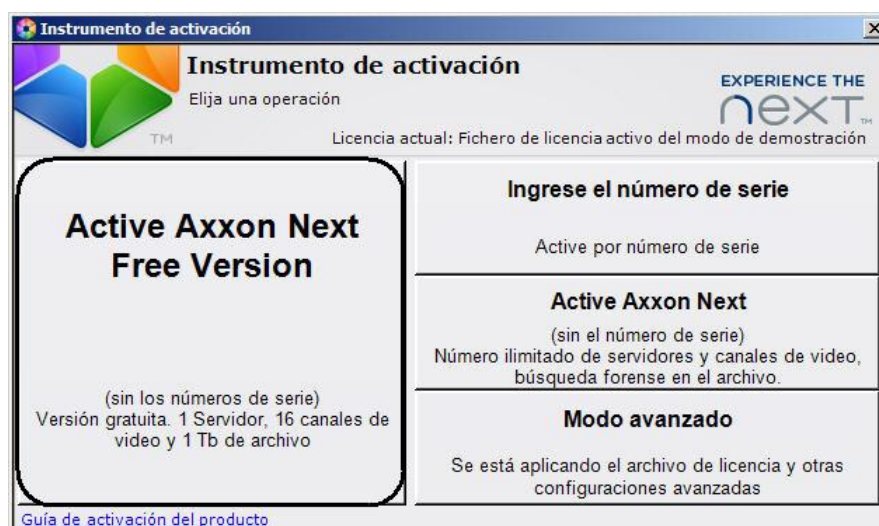 Instrumento de activación
Instrumento de activación
Elija una operación
EXPERIENCE THE
next™
TM
Licencia actual: Fichero de licencia activo del modo de demostración
Active Axxon Next
Free Version
(sin los números de serie)
Versión gratuita. 1 Servidor, 16 canales de
video y 1 Tb de archivo
Ingrese el número de serie
Active por número de serie
Active Axxon Next
(sin el número de serie)
Número ilimitado de servidores y canales de video,
búsqueda forense en el archivo.
Modo avanzado
Se está aplicando el archivo de licencia y otras
configuraciones avanzadas
Guía de activación del producto